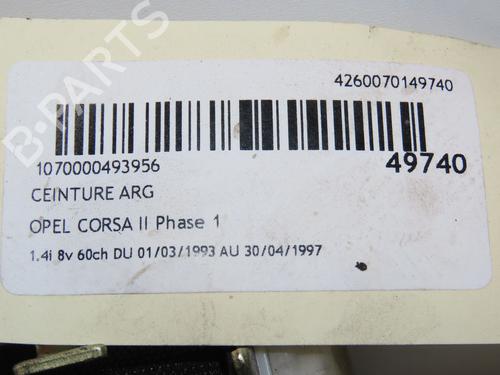 4260070149740
1070000493956
49740
CEINTURE ARG
OPEL CORSA II Phase 1
1.4i 8v 60ch DU 01/03/1993 AU 30/04/1997
B-PARTS